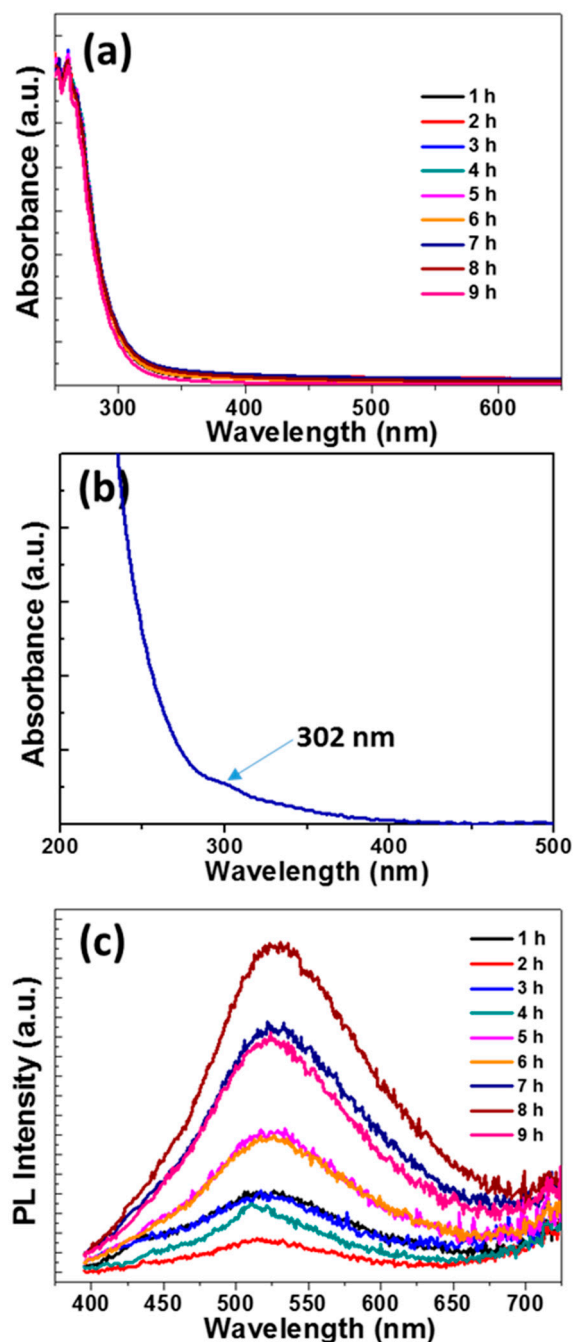 (a)
Absorbance (a.u.)
1 h
2 h
3 h
4 h
5 h
6 h
7 h
8 h
9 h
300 400 500 600
Wavelength (nm)
(b)
Absorbance (a.u.)
302 nm
200 300 400 500
Wavelength (nm)
(c)
PL Intensity (a.u.)
1 h
2 h
3 h
4 h
5 h
6 h
7 h
8 h
9 h
400 450 500 550 600 650 700
Wavelength (nm)